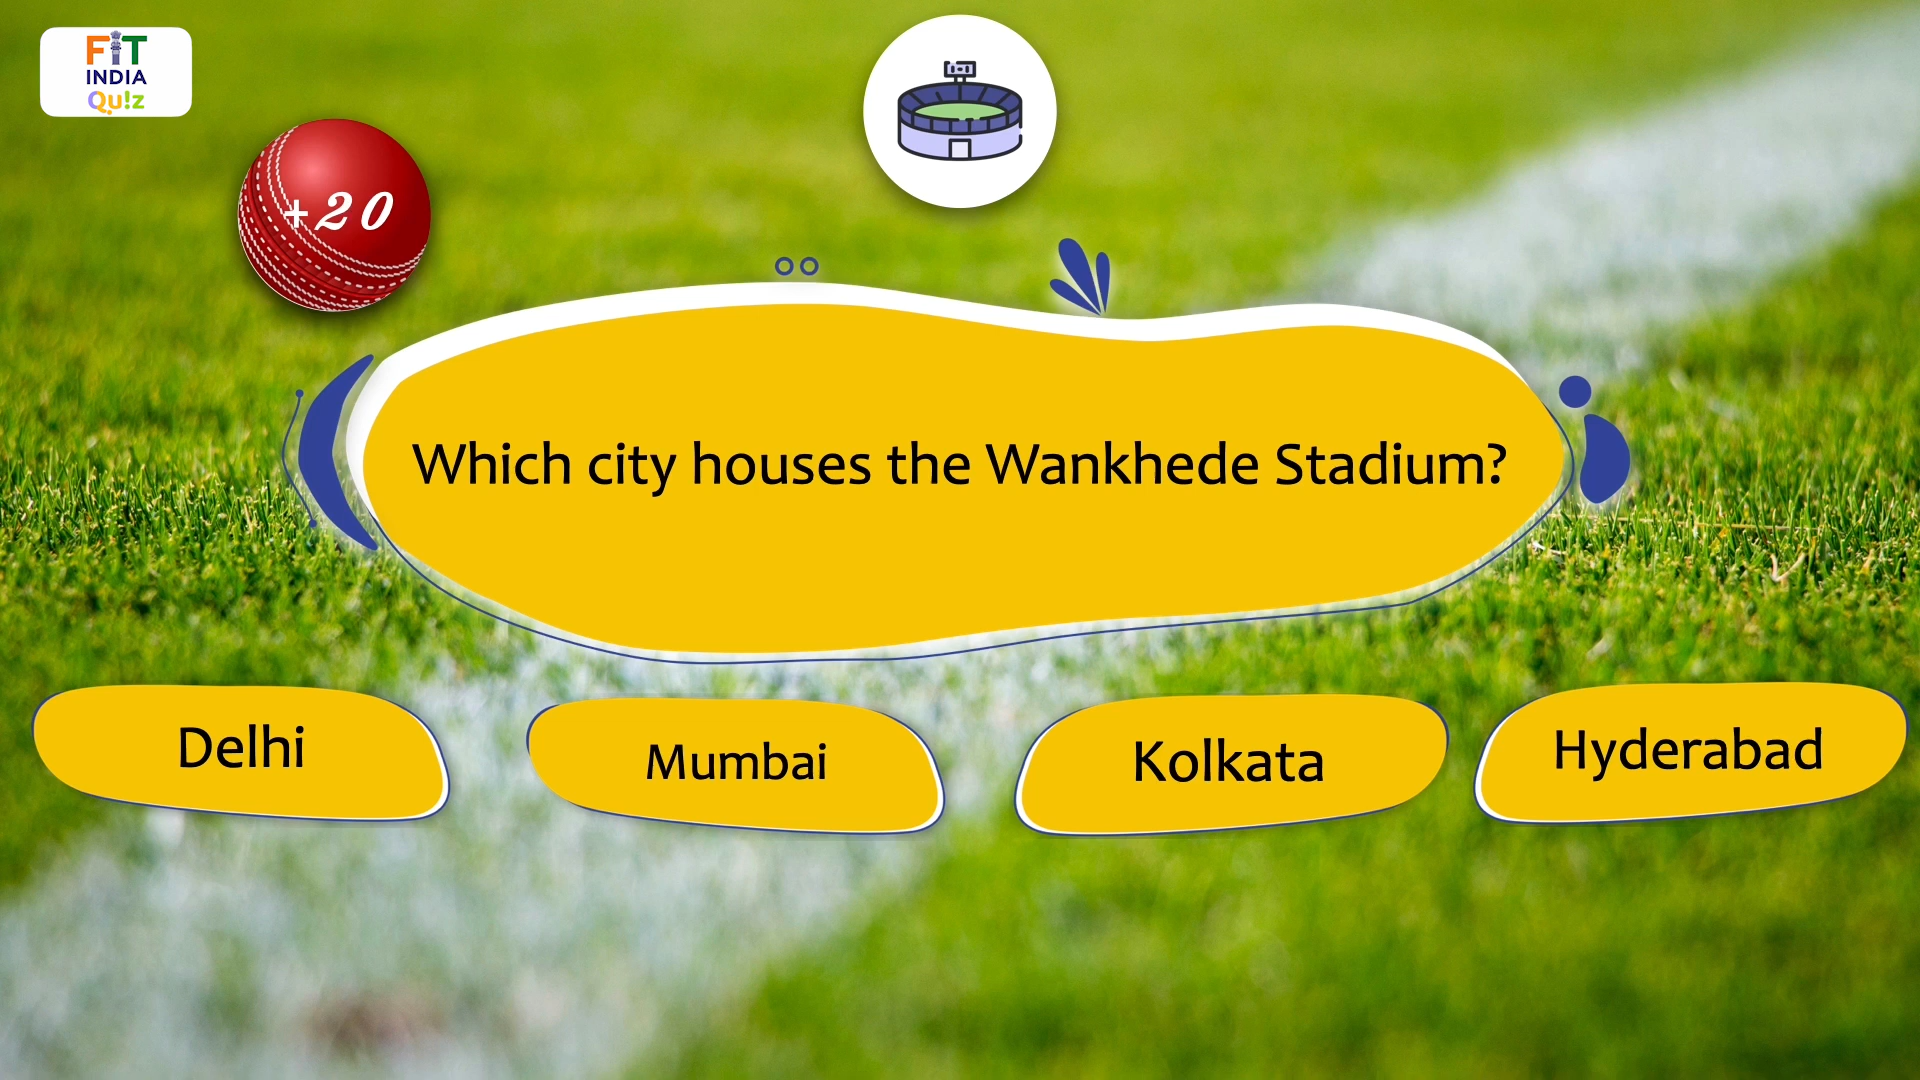 FiT
INDIA
Qu!z
+20
Which city houses the Wankhede Stadium?
Delhi
Mumbai
Kolkata
Hyderabad